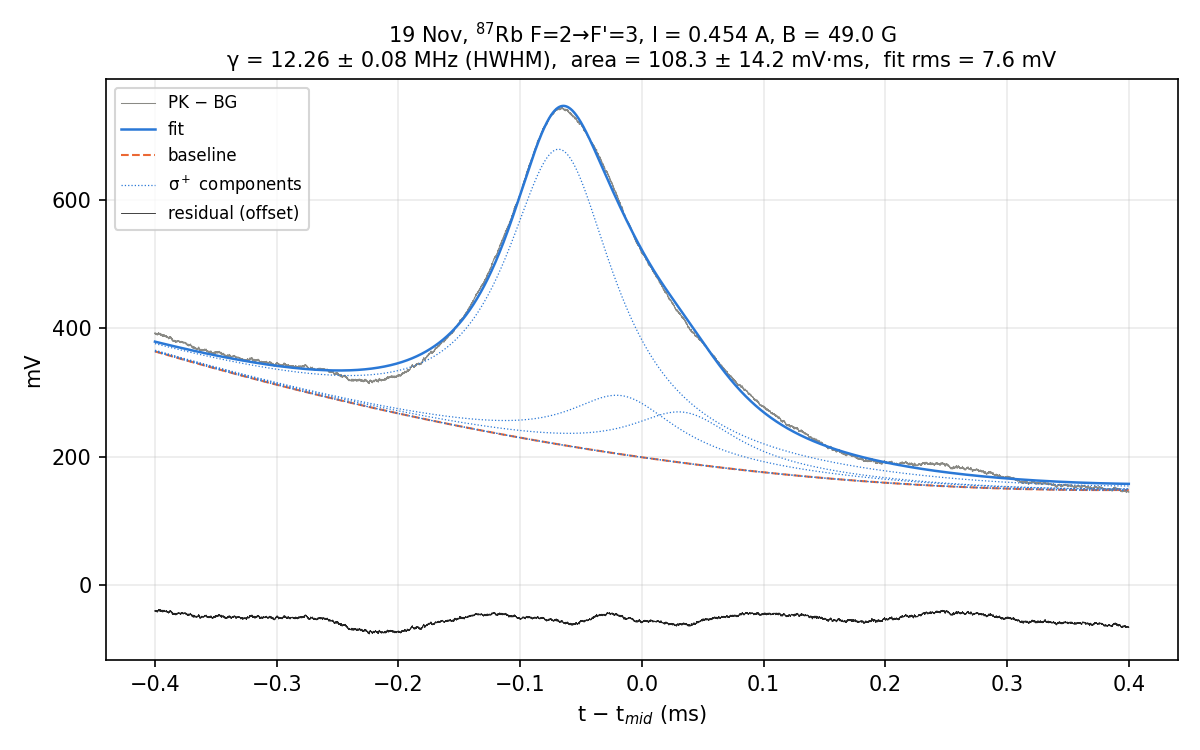 19 Nov, ⁸⁷Rb F=2→F'=3, I = 0.454 A, B = 49.0 G
γ = 12.26 ± 0.08 MHz (HWHM),  area = 108.3 ± 14.2 mV·ms,  fit rms = 7.6 mV
PK − BG
fit
baseline
σ⁺ components
residual (offset)
mV
600
400
200
0
−0.4 −0.3 −0.2 −0.1 0.0 0.1 0.2 0.3 0.4
t − t_mid (ms)